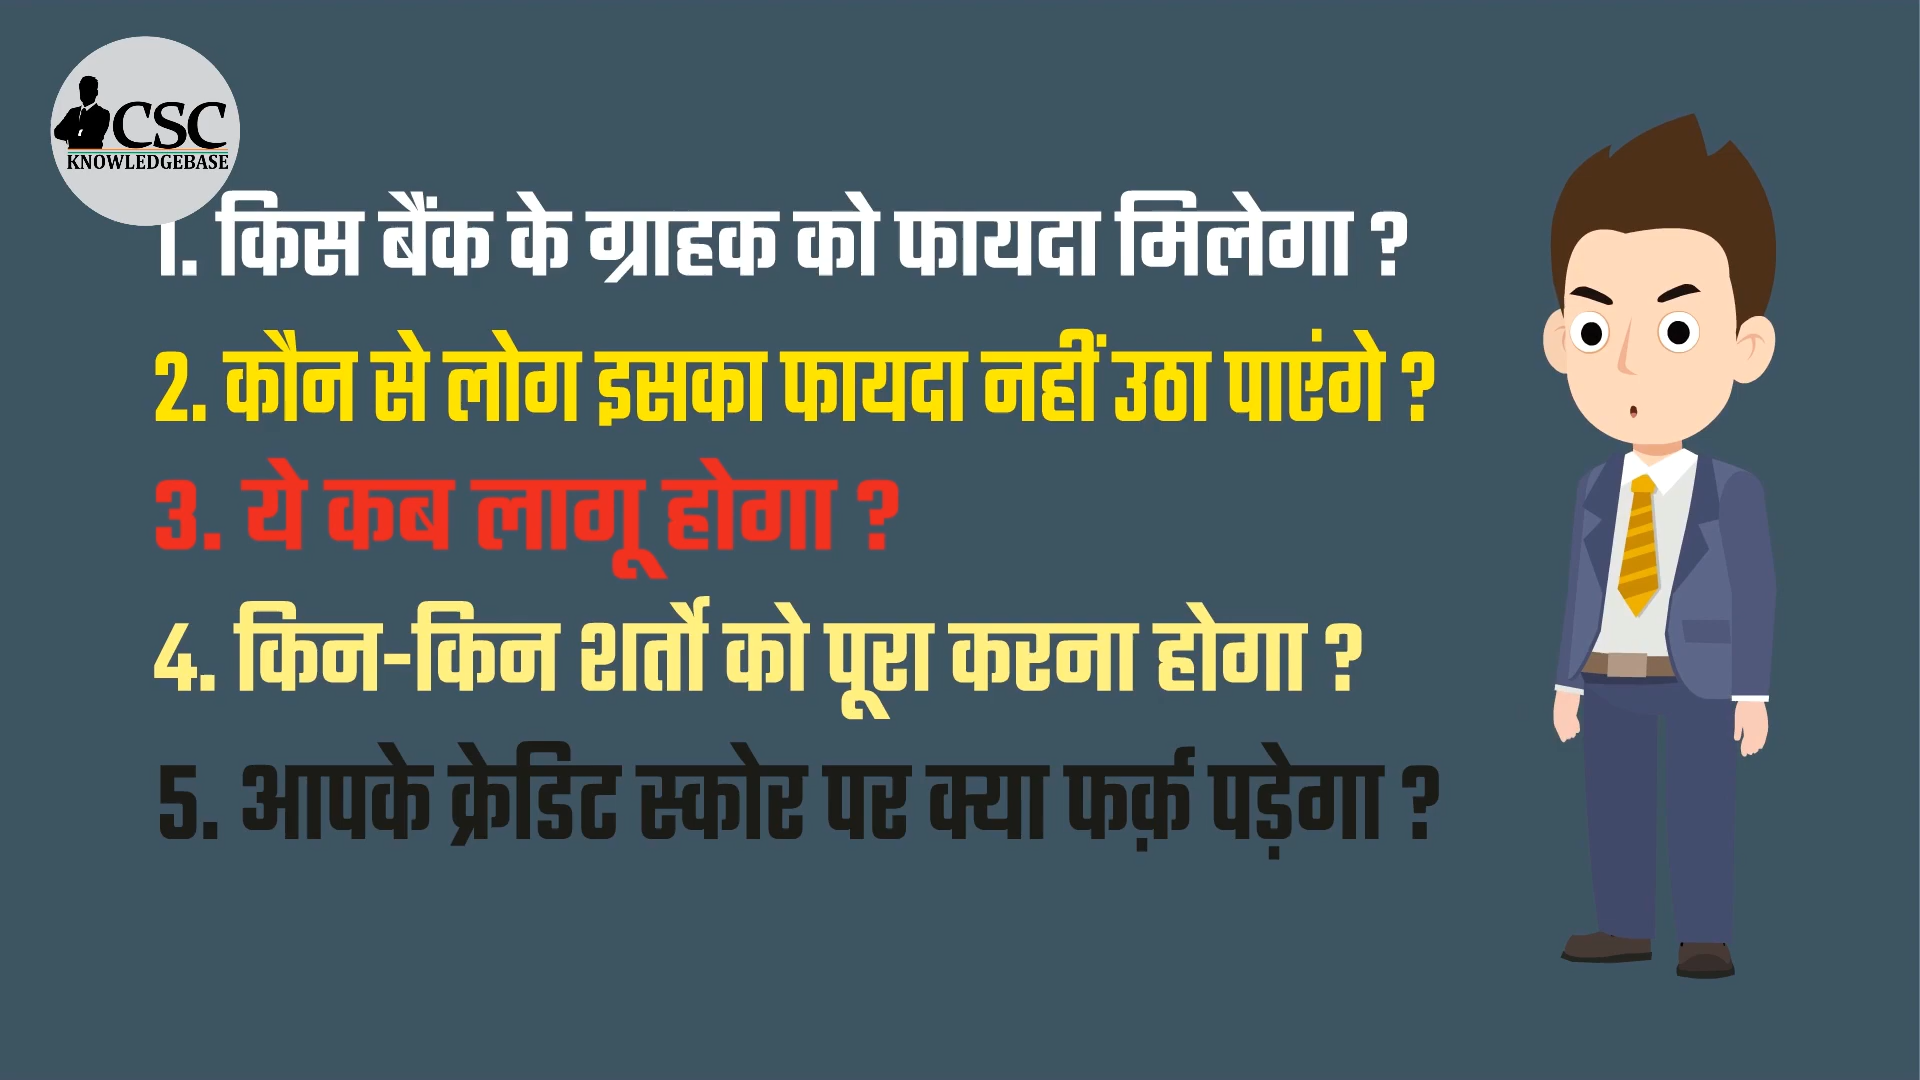 CSC
KNOWLEDGEBASE
1. किस बैंक के ग्राहक को फायदा मिलेगा ?
2. कौन से लोग इसका फायदा नहीं उठा पाएंगे ?
3. ये कब लागू होगा ?
4. किन-किन शर्तो को पूरा करना होगा ?
5. आपके क्रेडिट स्कोर पर क्या फर्क़ पड़ेगा ?